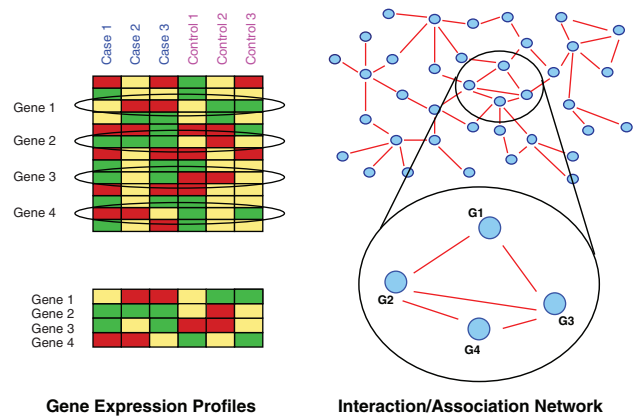 Case 1
Case 2
Case 3
Control 1
Control 2
Control 3
Gene 1
Gene 2
Gene 3
Gene 4
Gene 1
Gene 2
Gene 3
Gene 4
Gene Expression Profiles
G1
G2
G3
G4
Interaction/Association Network